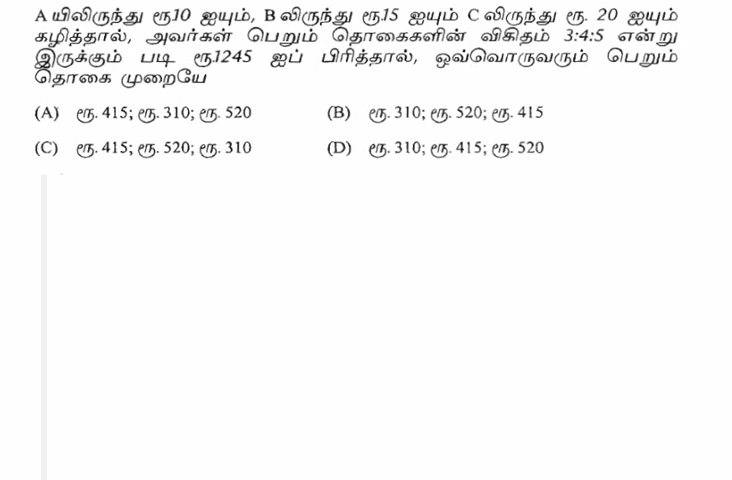 A யிலிருந்து ரூ.10 ஐயும், B லிருந்து ரூ.15 ஐயும் C லிருந்து ரூ. 20 ஐயும்
கழித்தால், அவர்கள் பெறும் தொகைகளின் விகிதம் 3:4:5 என்று
இருக்கும் படி ரூ.1245 ஐப் பிரித்தால், ஒவ்வொருவரும் பெறும்
தொகை முறையே
(A) ரூ. 415; ரூ. 310; ரூ. 520 (B) ரூ. 310; ரூ. 520; ரூ. 415
(C) ரூ. 415; ரூ. 520; ரூ. 310 (D) ரூ. 310; ரூ. 415; ரூ. 520